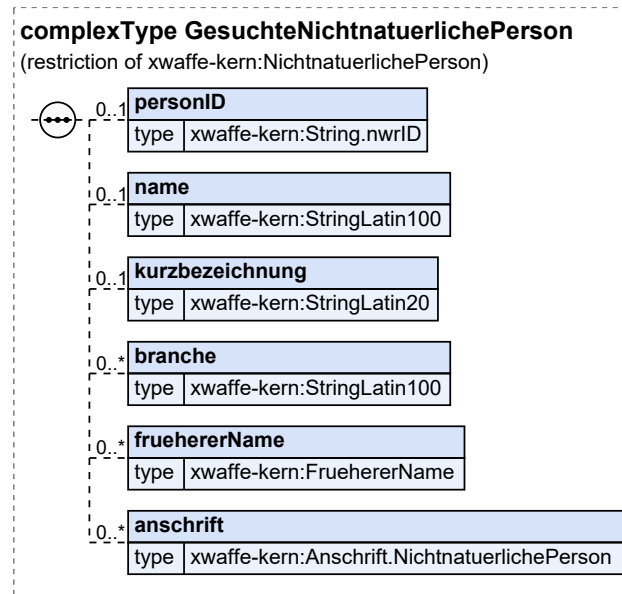 complexType GesuchteNichtnatuerlichePerson
(restriction of xwaffe-kern:NichtnatuerlichePerson)
0..1 personID
type xwaffe-kern:String.nwrID
0..1 name
type xwaffe-kern:StringLatin100
0..1 kurzbezeichnung
type xwaffe-kern:StringLatin20
0..* branche
type xwaffe-kern:StringLatin100
0..* fruehererName
type xwaffe-kern:FruehererName
0..* anschrift
type xwaffe-kern:Anschrift.NichtnatuerlichePerson